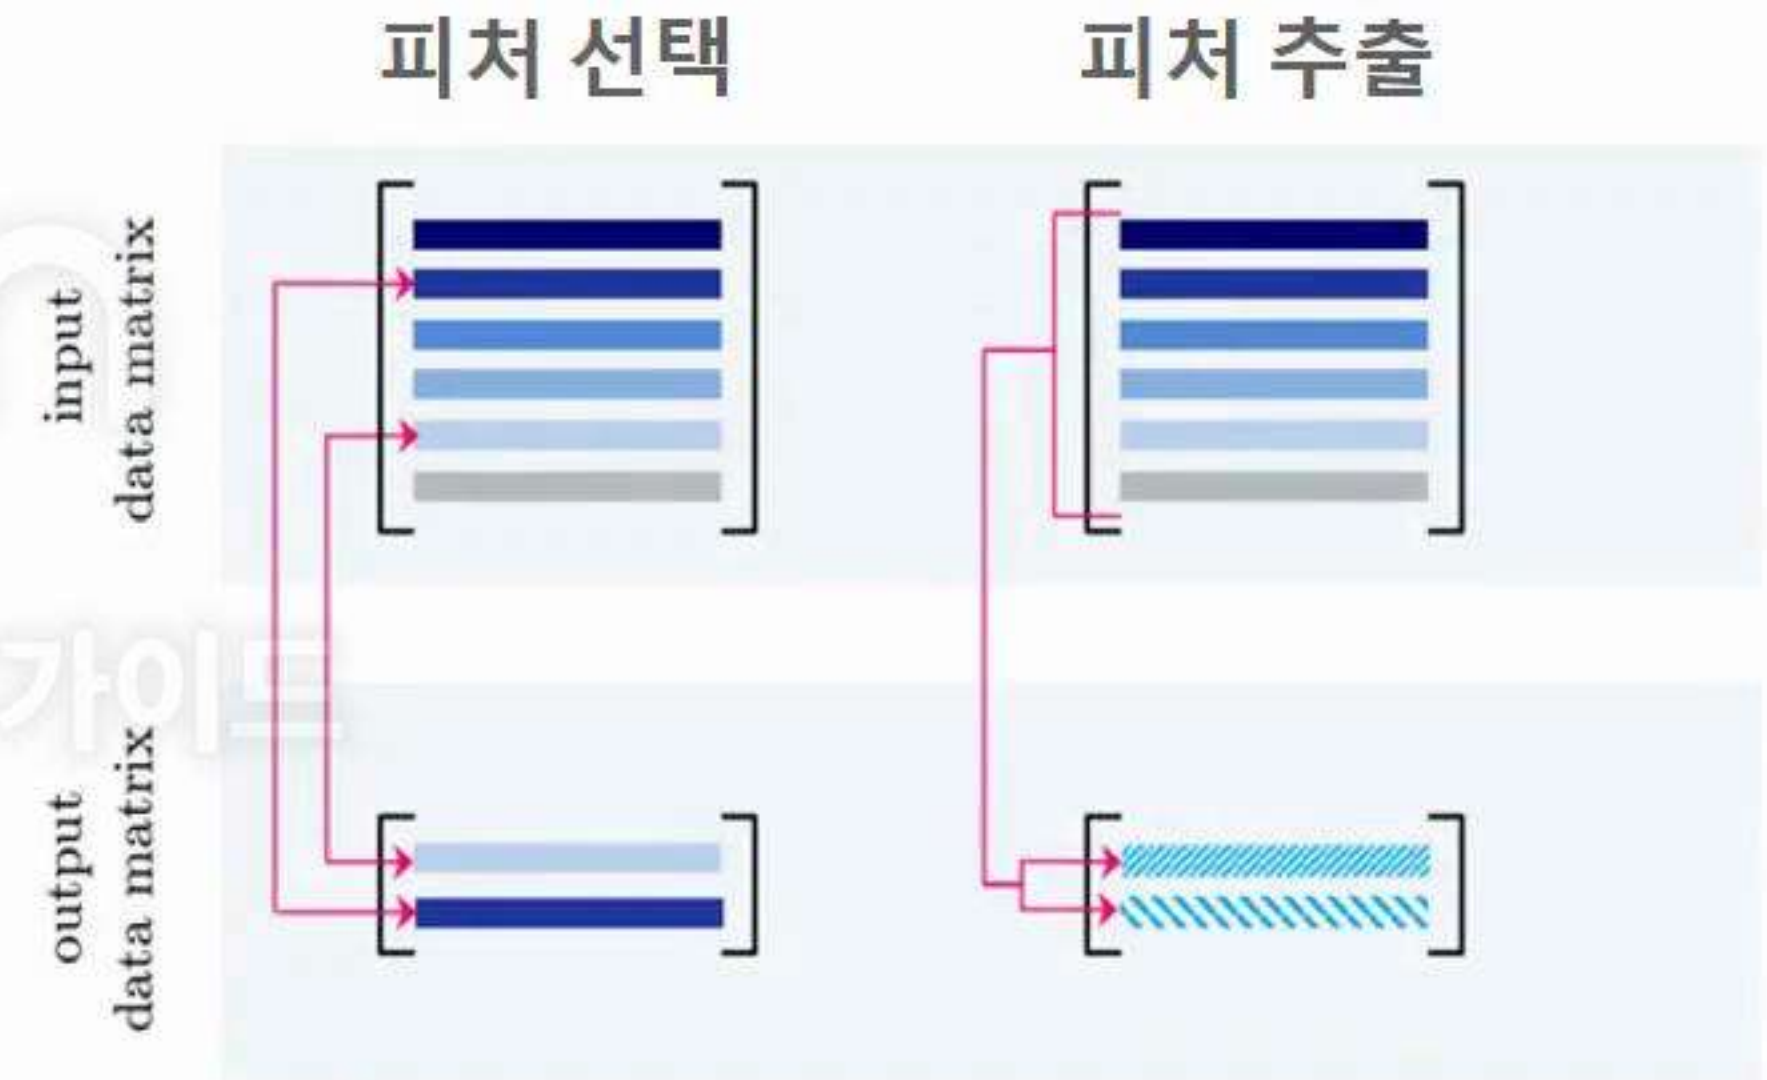 피처 선택
피처 추출
input
data matrix
가이드
output
data matrix